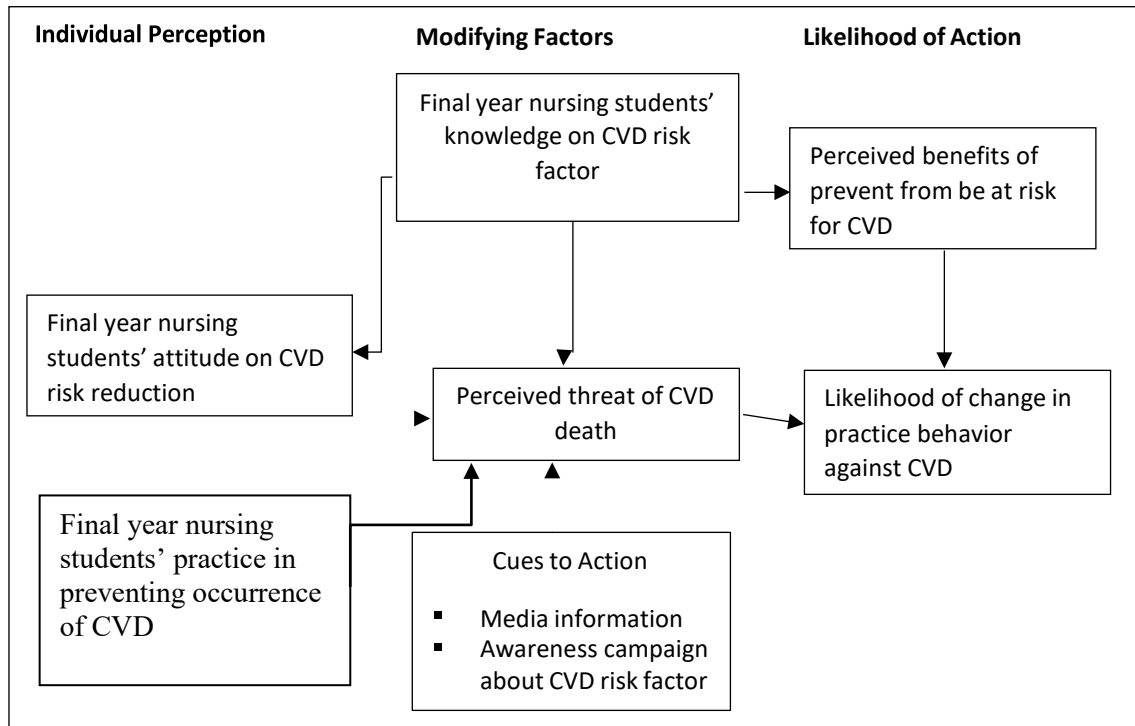 Individual Perception
Modifying Factors
Likelihood of Action
Final year nursing students’
knowledge on CVD risk
factor
Perceived benefits of
prevent from be at risk
for CVD
Final year nursing
students’ attitude on CVD
risk reduction
Perceived threat of CVD
death
Likelihood of change in
practice behavior
against CVD
Final year nursing
students’ practice in
preventing occurrence
of CVD
Cues to Action
▪ Media information
▪ Awareness campaign
about CVD risk factor